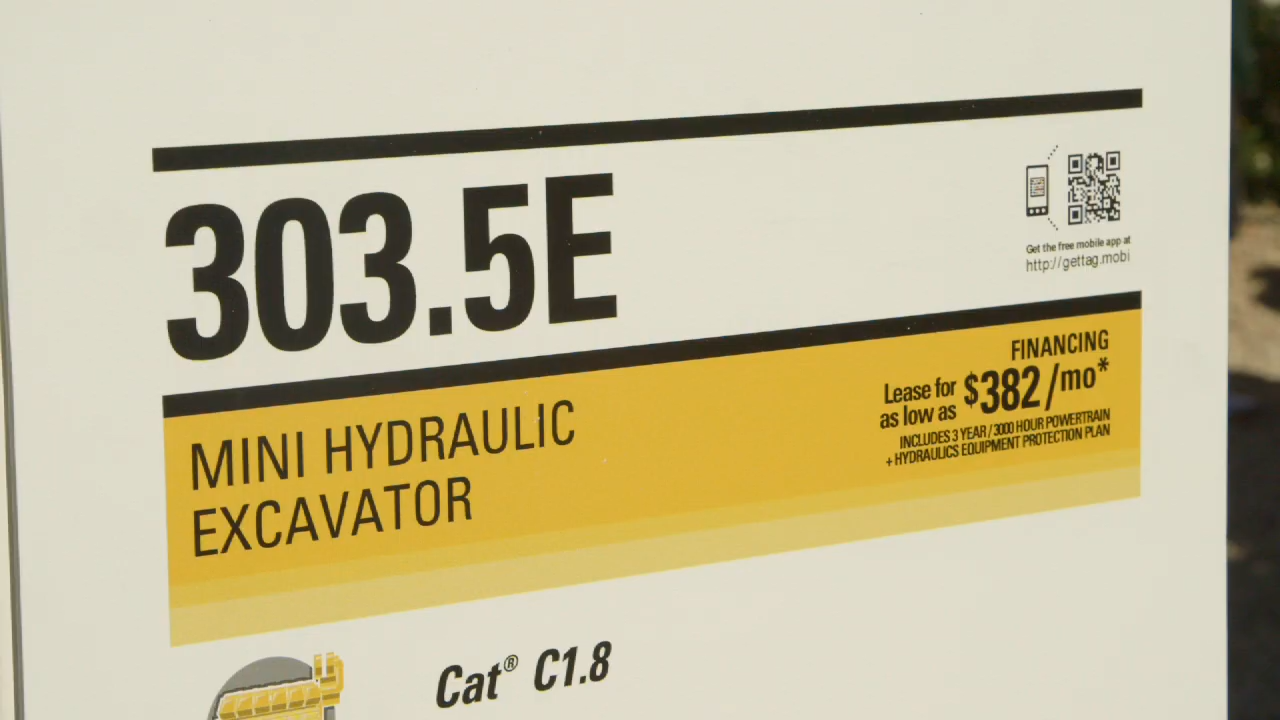 303.5E
Get the free mobile app at
http://gettag.mobi
MINI HYDRAULIC
EXCAVATOR
FINANCING
Lease for
as low as $382/mo*
INCLUDES 3 YEAR / 3000 HOUR POWERTRAIN
+ HYDRAULICS EQUIPMENT PROTECTION PLAN
Cat® C1.8